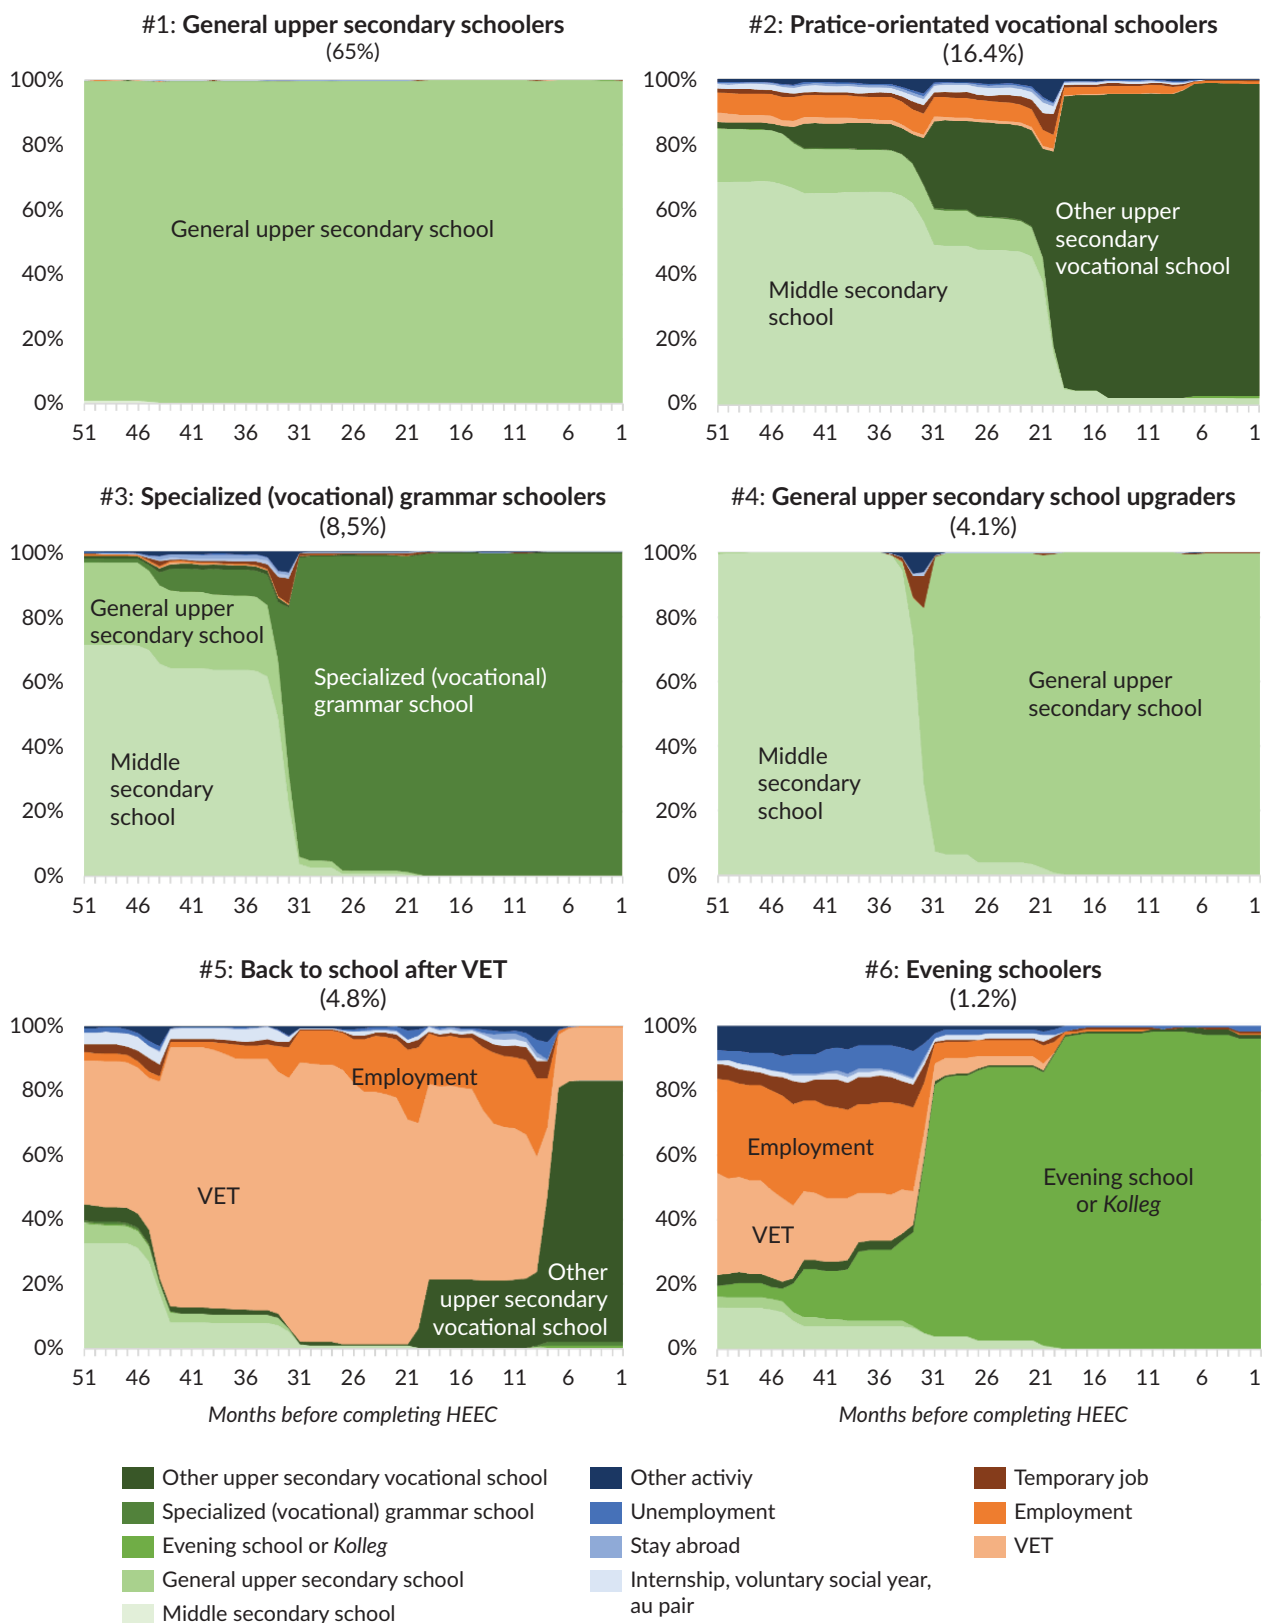 #1: General upper secondary schoolers
(65%)
100%
80%
60%
40%
20%
0%
General upper secondary school
51 46 41 36 31 26 21 16 11 6 1
#2: Pratice-orientated vocational schoolers
(16.4%)
100%
80%
60%
40%
20%
0%
Other upper
secondary
vocational school
Middle secondary
school
51 46 41 36 31 26 21 16 11 6 1
#3: Specialized (vocational) grammar schoolers
(8,5%)
100%
80%
60%
40%
20%
0%
General upper
secondary school
Specialized (vocational)
grammar school
Middle
secondary
school
51 46 41 36 31 26 21 16 11 6 1
#4: General upper secondary school upgraders
(4.1%)
100%
80%
60%
40%
20%
0%
General upper
secondary school
Middle
secondary
school
51 46 41 36 31 26 21 16 11 6 1
#5: Back to school after VET
(4.8%)
100%
80%
60%
40%
20%
0%
Employment
VET
Other
upper secondary
vocational school
51 46 41 36 31 26 21 16 11 6 1
Months before completing HEEC
#6: Evening schoolers
(1.2%)
100%
80%
60%
40%
20%
0%
Employment
Evening school
or Kolleg
VET
51 46 41 36 31 26 21 16 11 6 1
Months before completing HEEC
Other upper secondary vocational school
Specialized (vocational) grammar school
Evening school or Kolleg
General upper secondary school
Middle secondary school
Other activiy
Unemployment
Stay abroad
Internship, voluntary social year,
au pair
Temporary job
Employment
VET